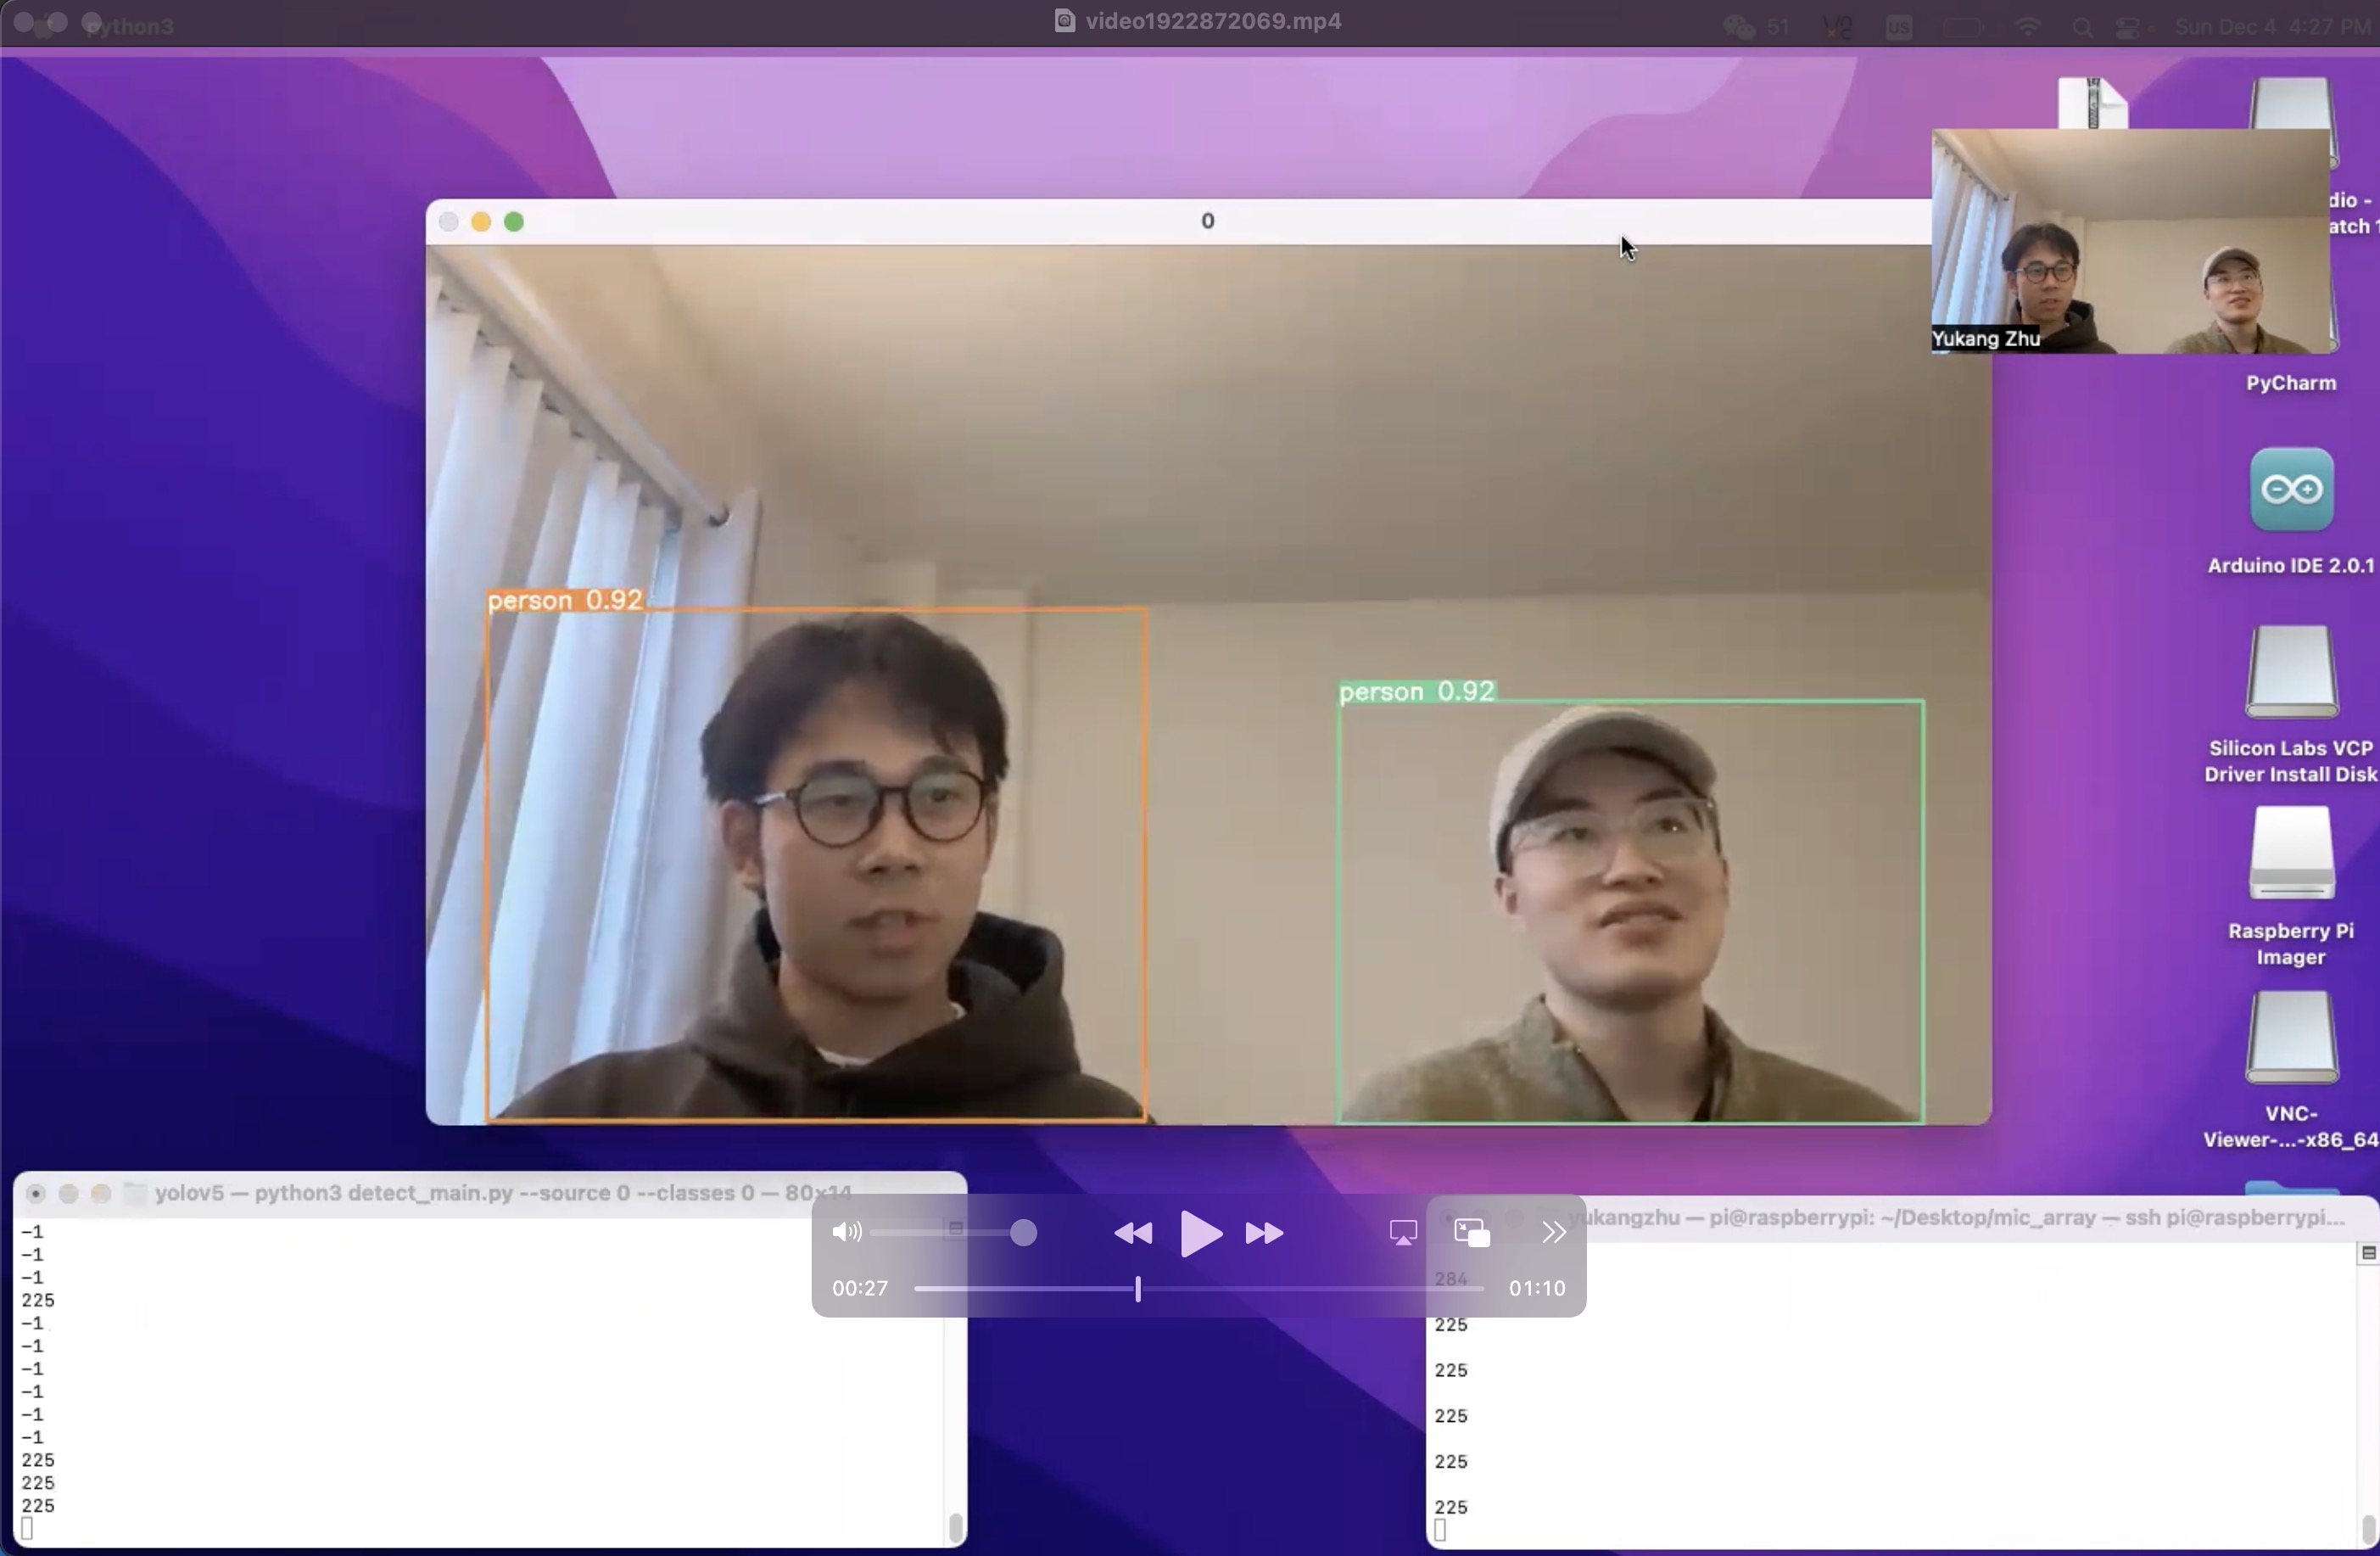 python3
video1922872069.mp4
51
US
Sun Dec 4 4:27 PM
0
dio -
atch 1
Yukang Zhu
PyCharm
Arduino IDE 2.0.1
person 0.92
person 0.92
Silicon Labs VCP
Driver Install Disk
Raspberry Pi
Imager
VNC-
Viewer-...-x86_64
yolov5 — python3 detect_main.py --source 0 --classes 0 — 80×14
-1
-1
-1
225
-1
-1
-1
-1
-1
-1
225
225
225
00:27
01:10
yukangzhu — pi@raspberrypi: ~/Desktop/mic_array — ssh pi@raspberrypi...
284
225
225
225
225
225